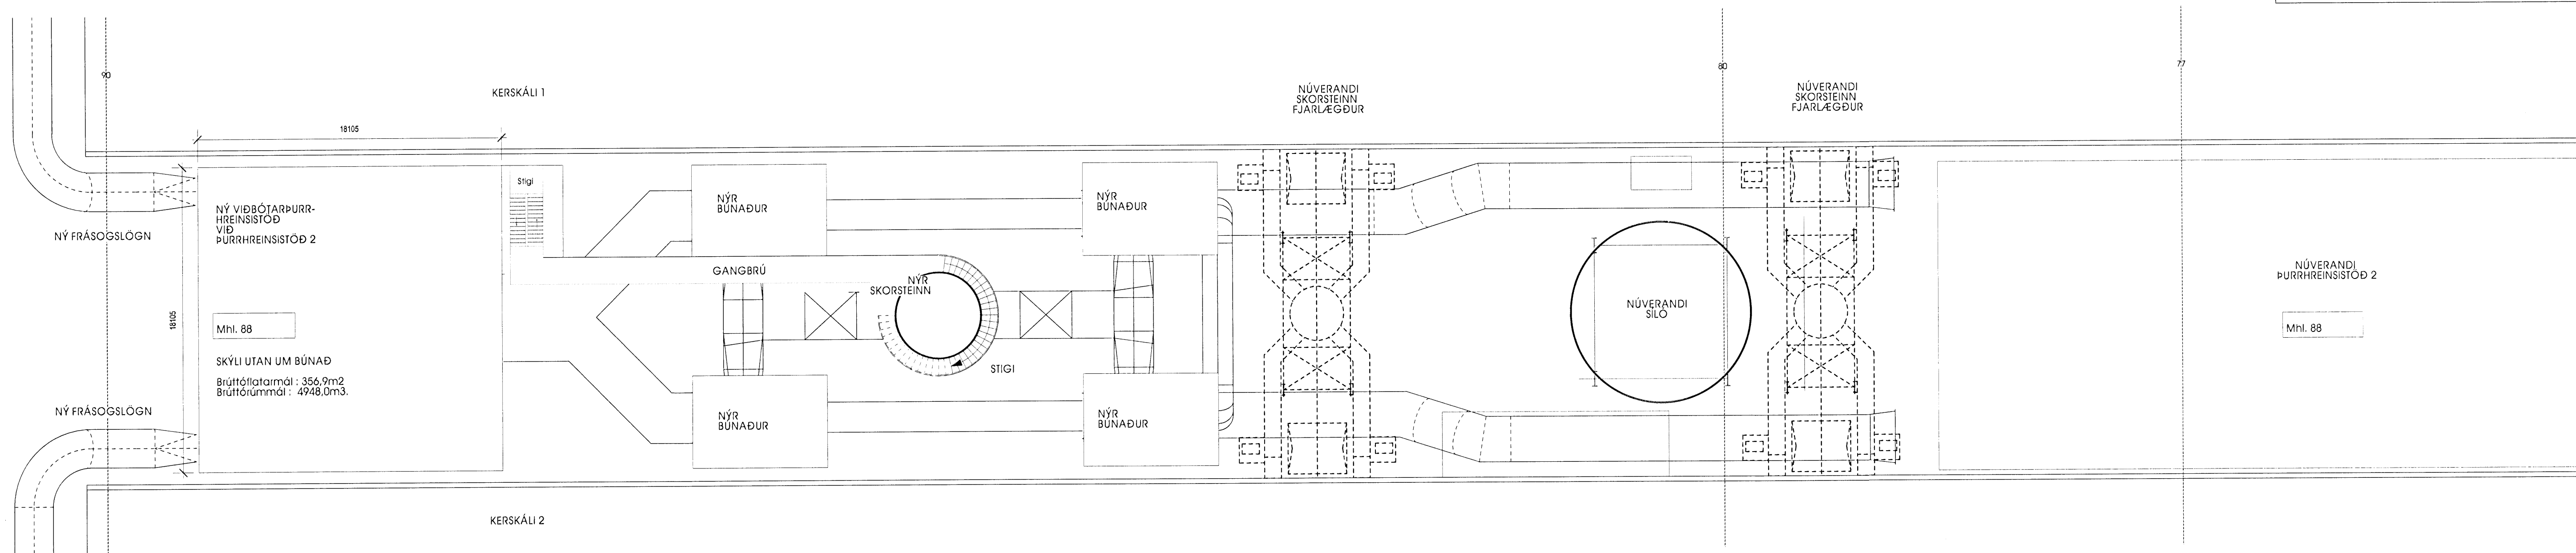 90
80
77
KERSKÁLI 1
NÚVERANDI
SKORSTEINN
FJARLÆGÐUR
NÚVERANDI
SKORSTEINN
FJARLÆGÐUR
18105
Stigi
NÝ VIÐBÓTARÞURR-
HREINSISTÖÐ
VIÐ
ÞURRHREINSISTÖÐ 2
NÝR
BÚNAÐUR
NÝR
BÚNAÐUR
NÝ FRÁSOGSLÖGN
GANGBRÚ
NÝR
SKORSTEINN
NÚVERANDI
SÍLÓ
NÚVERANDI
ÞURRHREINSISTÖÐ 2
Mhl. 88
18105
Mhl. 88
SKÝLI UTAN UM BÚNAÐ
STIGI
Brúttóflatarmál : 356,9m2
Brúttórúmmál : 4948,0m3.
NÝ FRÁSOGSLÖGN
NÝR
BÚNAÐUR
NÝR
BÚNAÐUR
KERSKÁLI 2